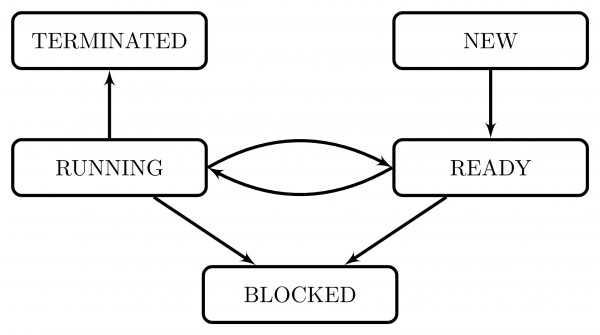 TERMINATED
NEW
RUNNING
READY
BLOCKED